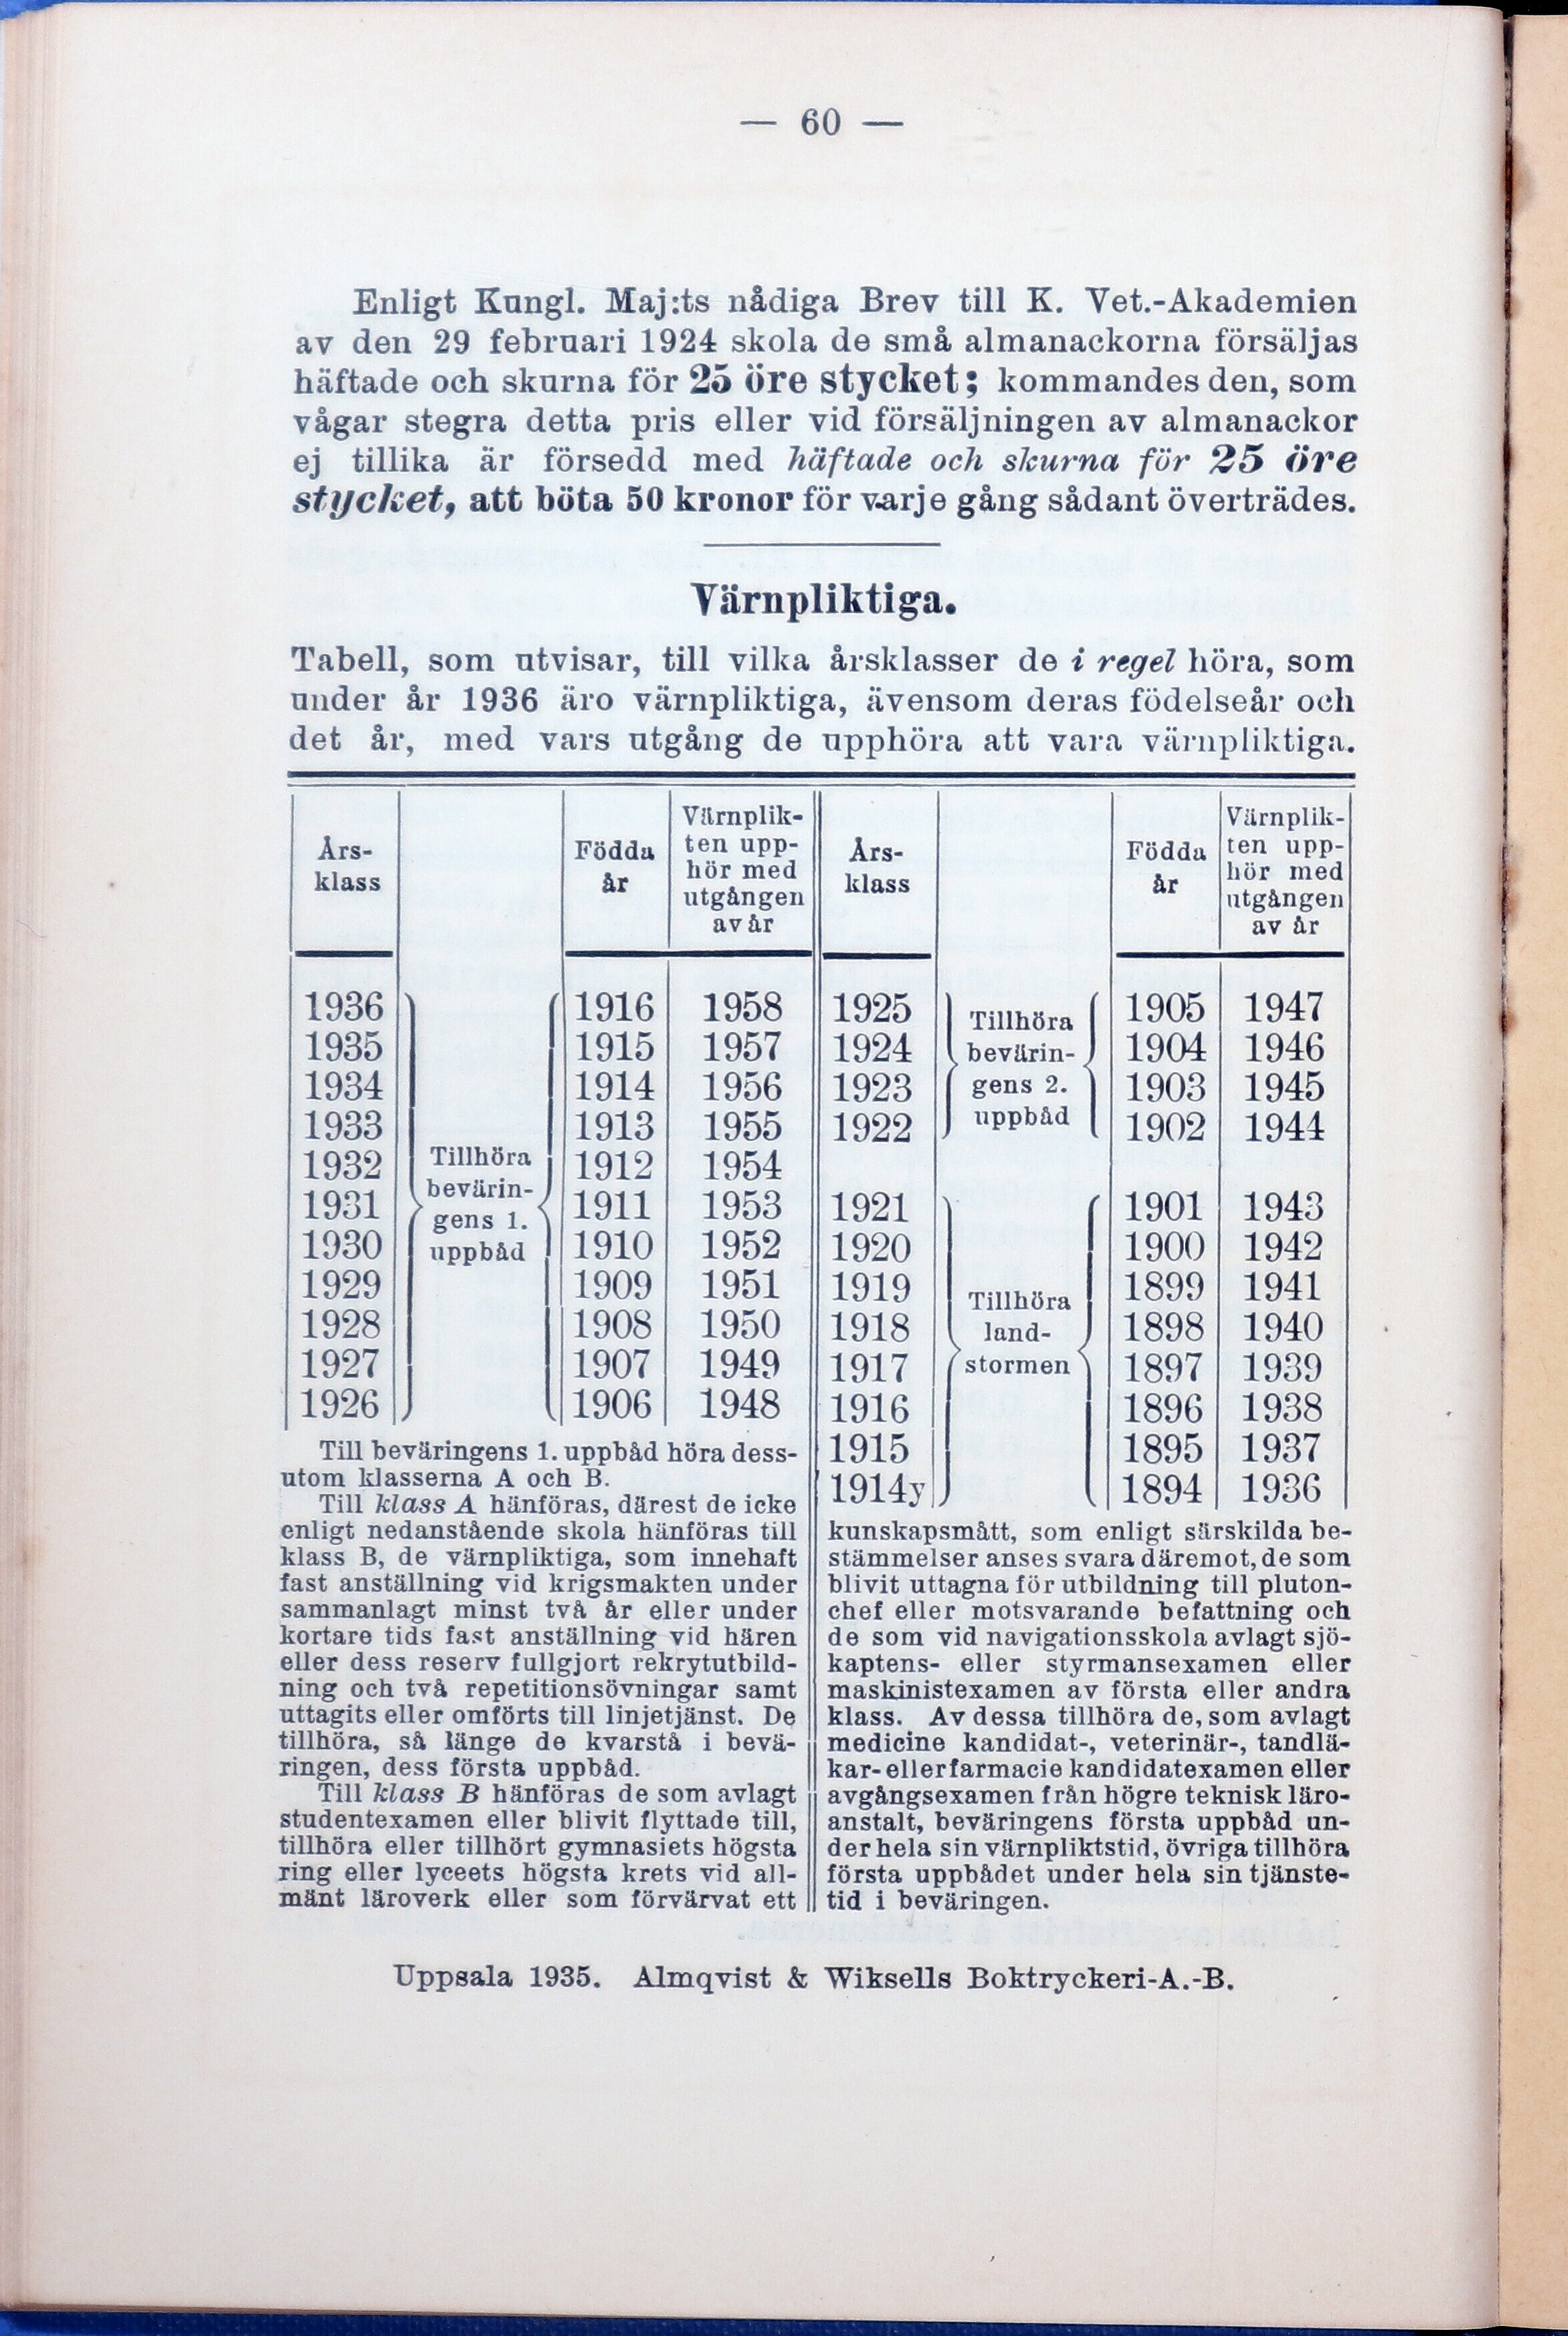 — 60 —
Enligt Kungl. Maj:ts nådiga Brev till K. Vet.-Akademien
av den 29 februari 1924 skola de små almanackorna försäljas
häftade och skurna för 25 öre stycket; kommandes den, som
vågar stegra detta pris eller vid försäljningen av almanackor
ej tillika är försedd med häftade och skurna för 25 öre
stycket, att böta 50 kronor för varje gång sådant överträdes.
Värnpliktiga.
Tabell, som utvisar, till vilka årsklasser de i regel höra, som
under år 1936 äro värnpliktiga, ävensom deras födelseår och
det år, med vars utgång de upphöra att vara värnpliktiga.
Års-
klass
Födda
år
Värnplik-
ten upp-
hör med
utgången
av år
1936 1916 1958
1935 1915 1957
1934 1914 1956
1933 1913 1955
1932 1912 1954
1931 1911 1953
1930 1910 1952
1929 1909 1951
1928 1908 1950
1927 1907 1949
1926 1906 1948
Tillhöra
bevärin-
gens 1.
uppbåd
Till beväringens 1. uppbåd höra dess-
utom klasserna A och B.
Till klass A hänföras, därest de icke
enligt nedanstående skola hänföras till
klass B, de värnpliktiga, som innehaft
fast anställning vid krigsmakten under
sammanlagt minst två år eller under
kortare tids fast anställning vid hären
eller dess reserv fullgjort rekrytutbild-
ning och två repetitionsövningar samt
uttagits eller omförts till linjetjänst. De
tillhöra, så länge de kvarstå i bevä-
ringen, dess första uppbåd.
Till klass B hänföras de som avlagt
studentexamen eller blivit flyttade till,
tillhöra eller tillhört gymnasiets högsta
ring eller lyceets högsta krets vid all-
mänt läroverk eller som förvärvat ett
Års-
klass
Födda
år
Värnplik-
ten upp-
hör med
utgången
av år
1925 1905 1947
1924 1904 1946
1923 1903 1945
1922 1902 1944
Tillhöra
bevärin-
gens 2.
uppbåd
1921 1901 1943
1920 1900 1942
1919 1899 1941
1918 1898 1940
1917 1897 1939
1916 1896 1938
1915 1895 1937
1914y 1894 1936
Tillhöra
land-
stormen
kunskapsmått, som enligt särskilda be-
stämmelser anses svara däremot, de som
blivit uttagna för utbildning till pluton-
chef eller motsvarande befattning och
de som vid navigationsskola avlagt sjö-
kaptens- eller styrmansexamen eller
maskinistexamen av första eller andra
klass. Av dessa tillhöra de, som avlagt
medicine kandidat-, veterinär-, tandlä-
kar- eller farmacie kandidatexamen eller
avgångsexamen från högre teknisk läro-
anstalt, beväringens första uppbåd un-
der hela sin värnpliktstid, övriga tillhöra
första uppbådet under hela sin tjänste-
tid i beväringen.
Uppsala 1935. Almqvist & Wiksells Boktryckeri-A.-B.